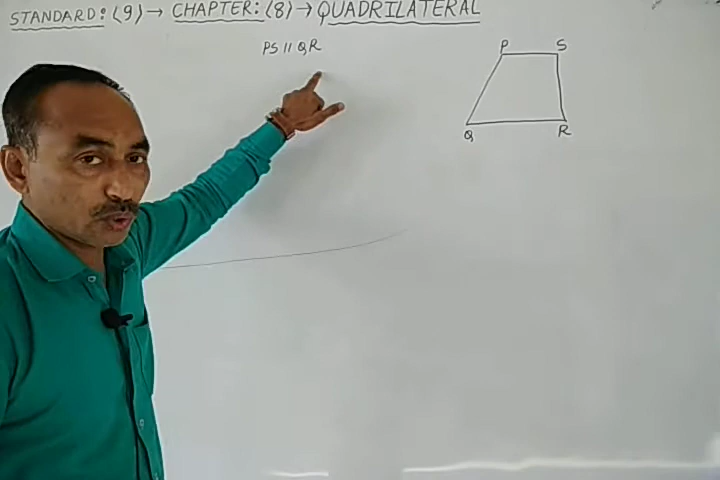 STANDARD: (9) → CHAPTER: (8) → QUADRILATERAL
PS || QR
P S
Q R